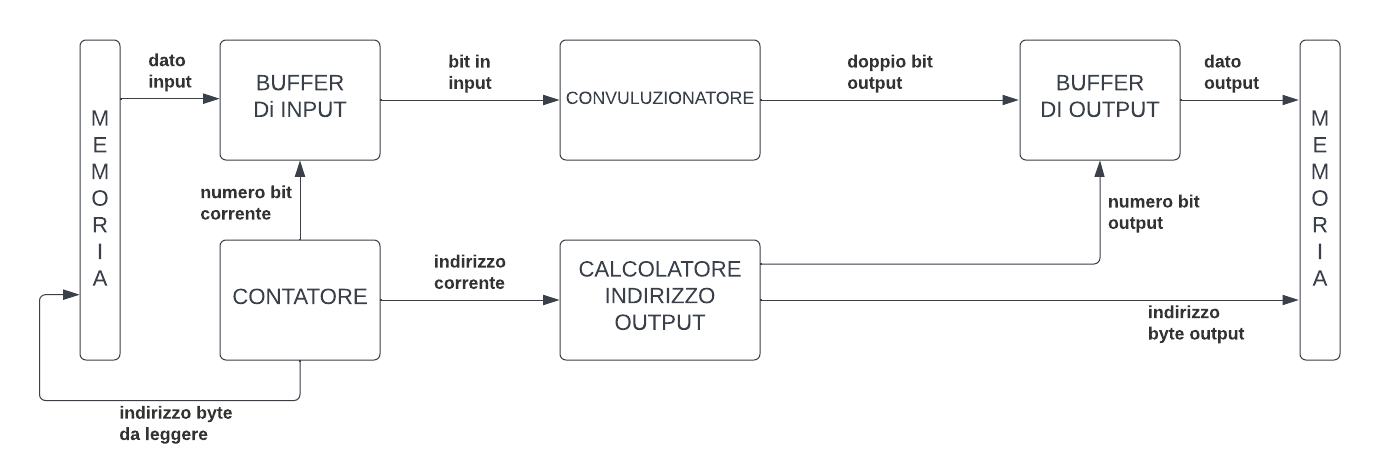 dato
input
bit in
input
doppio bit
output
dato
output
MEMORIA
BUFFER
Di INPUT
CONVULUZIONATORE
BUFFER
DI OUTPUT
MEMORIA
numero bit
corrente
numero bit
output
CONTATORE
indirizzo
corrente
CALCOLATORE
INDIRIZZO
OUTPUT
indirizzo
byte output
indirizzo byte
da leggere